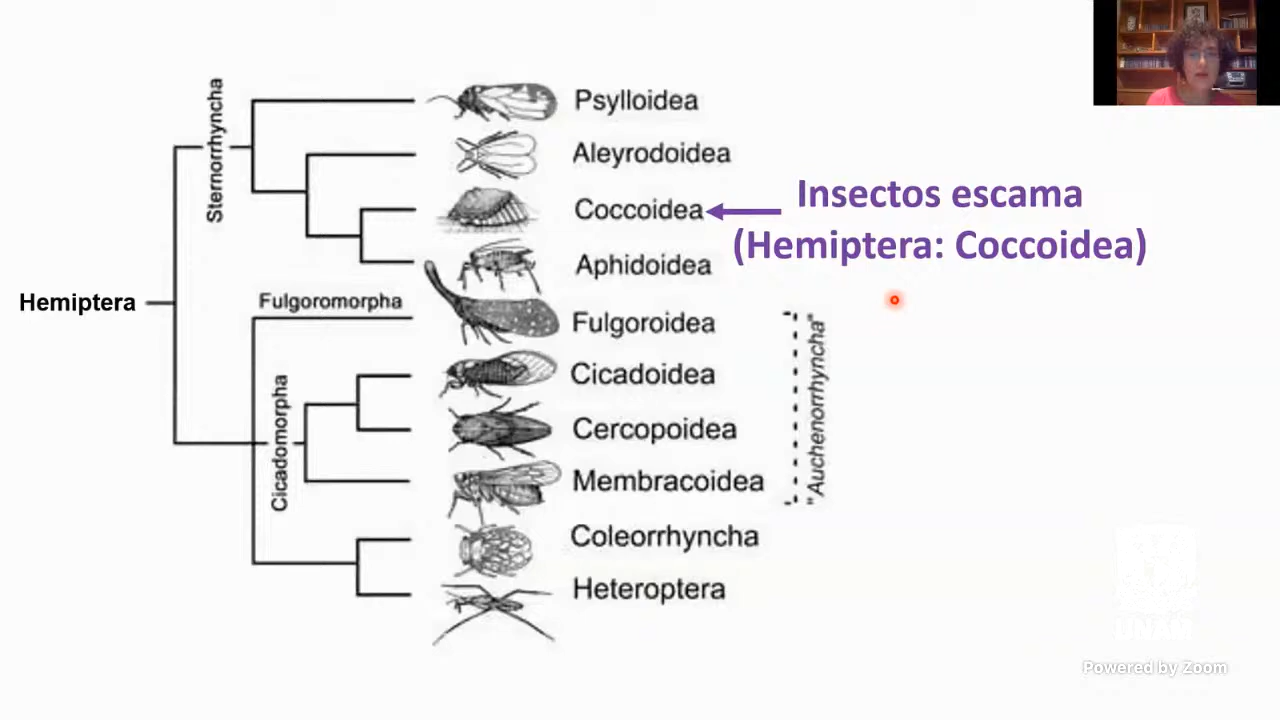 Sternorrhyncha
Psylloidea
Aleyrodoidea
Coccoidea
Insectos escama
(Hemiptera: Coccoidea)
Aphidoidea
Hemiptera
Fulgoromorpha
Fulgoroidea
"Auchenorrhyncha"
Cicadomorpha
Cicadoidea
Cercopoidea
Membracoidea
Coleorrhyncha
Heteroptera
UNAM
Powered by Zoom